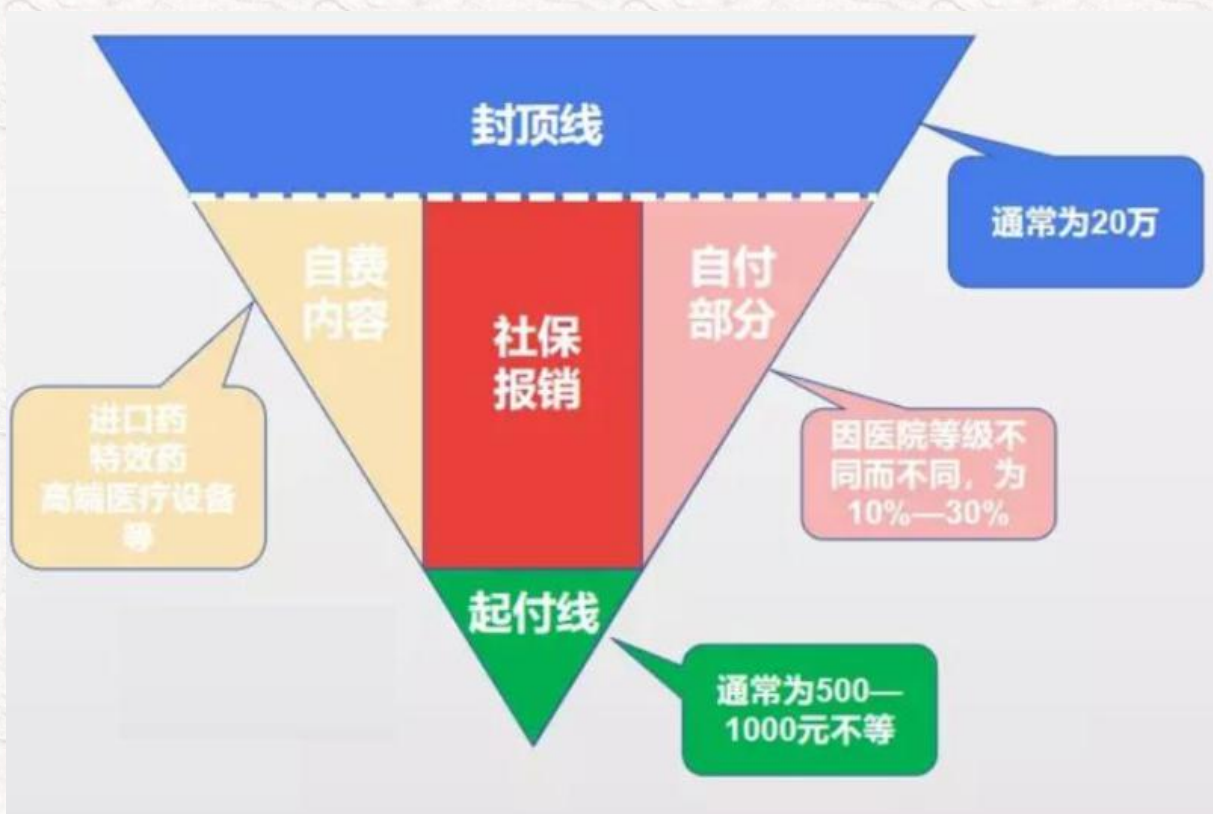 封顶线
通常为20万
自费
内容
社保
报销
自付
部分
进口药
特效药
高端医疗设备
等
因医院等级不
同而不同，为
10%—30%
起付线
通常为500—
1000元不等